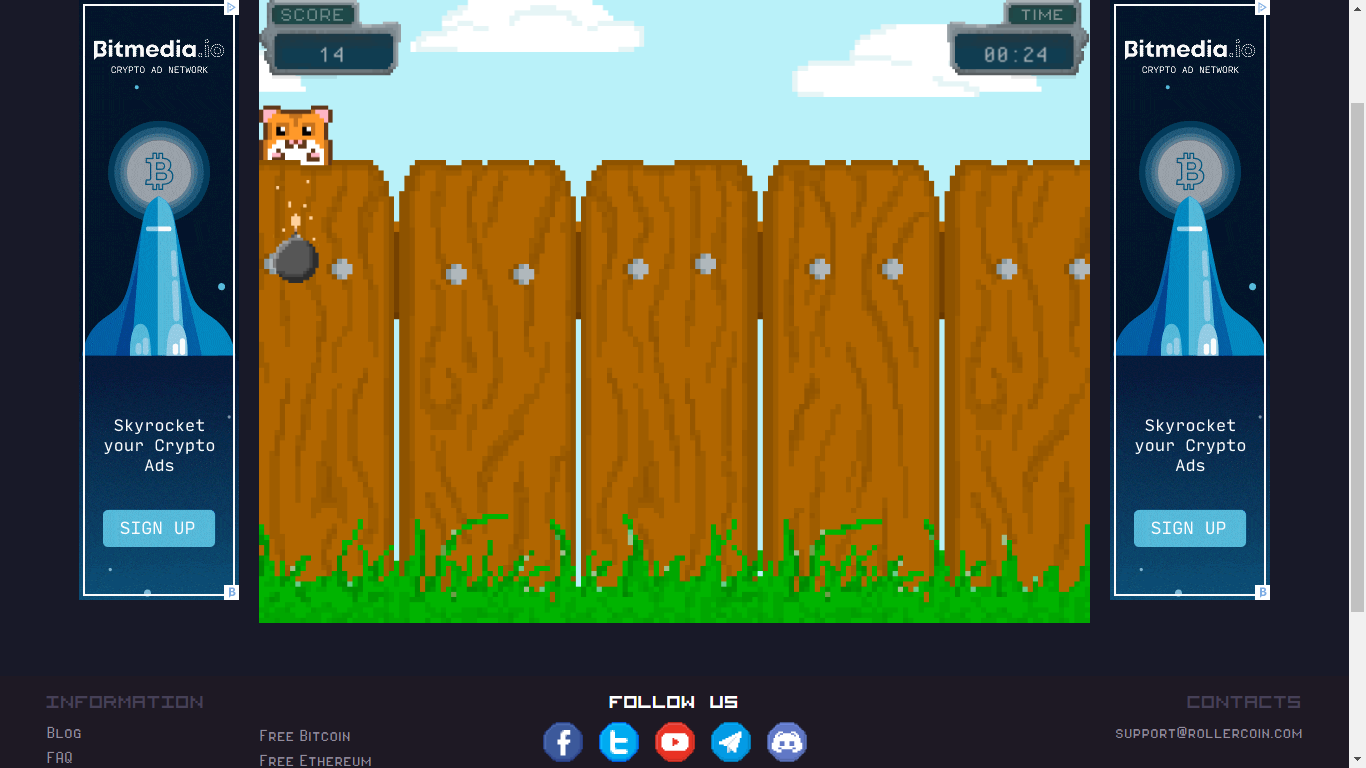 SCORE
14
TIME
00:24
Bitmedia.io
CRYPTO AD NETWORK
Skyrocket
your Crypto
Ads
SIGN UP
Bitmedia.io
CRYPTO AD NETWORK
Skyrocket
your Crypto
Ads
SIGN UP
INFORMATION
Blog
FAQ
Free Bitcoin
Free Ethereum
FOLLOW US
CONTACTS
SUPPORT@ROLLERCOIN.COM